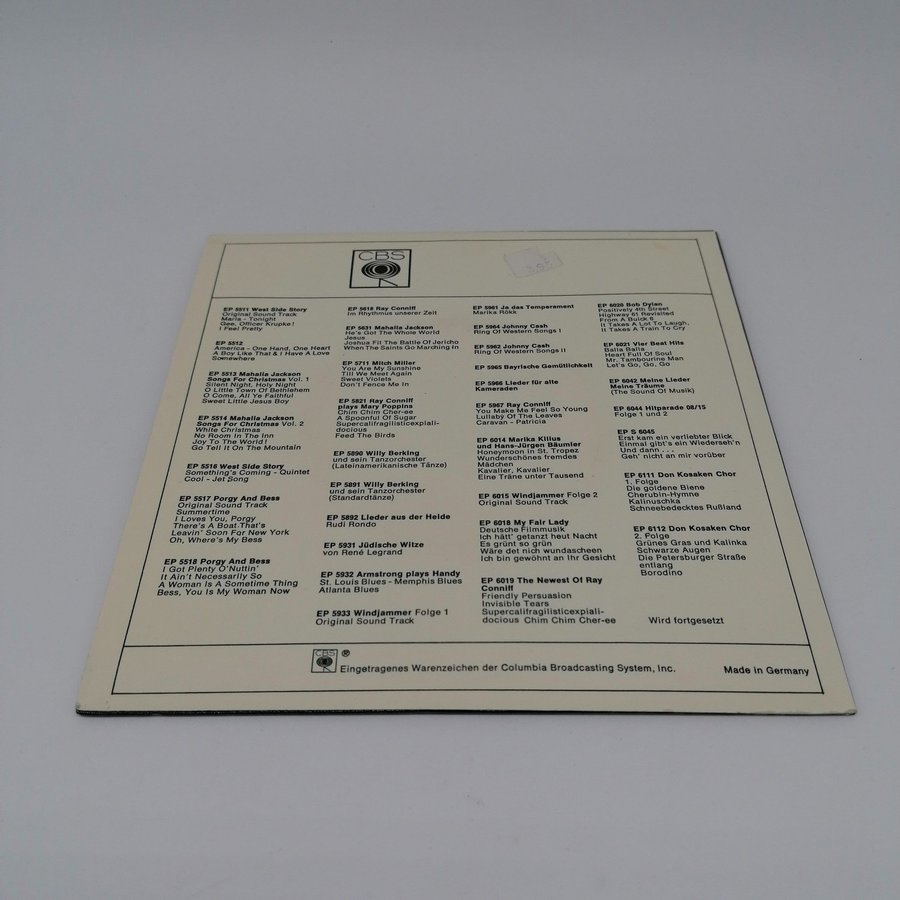 CBS
395
EP 5511 West Side Story
Original Sound Track
Maria - Tonight
Gee, Officer Krupke!
I Feel Pretty
EP 5512
America - One Hand, One Heart
A Boy Like That & I Have A Love
Somewhere
EP 5513 Mahalia Jackson
Songs For Christmas Vol. 1
Silent Night, Holy Night
O Little Town Of Bethlehem
O Come, All Ye Faithful
Sweet Little Jesus Boy
EP 5514 Mahalia Jackson
Songs For Christmas Vol. 2
White Christmas
No Room In The Inn
Joy To The World!
Go Tell It On The Mountain
EP 5516 West Side Story
Something's Coming - Quintet
Cool - Jet Song
EP 5517 Porgy And Bess
Original Sound Track
Summertime
I Loves You, Porgy
There's A Boat That's
Leavin' Soon For New York
Oh, Where's My Bess
EP 5518 Porgy And Bess
I Got Plenty O'Nuttin'
It Ain't Necessarily So
A Woman Is A Sometime Thing
Bess, You Is My Woman Now
EP 5618 Ray Conniff
Im Rhythmus unserer Zeit
EP 5631 Mahalia Jackson
He's Got The Whole World
Jesus
Joshua Fit The Battle Of Jericho
When The Saints Go Marching In
EP 5711 Mitch Miller
You Are My Sunshine
Till We Meet Again
Sweet Violets
Don't Fence Me In
EP 5821 Ray Conniff
plays Mary Poppins
Chim Chim Cher-ee
A Spoonful Of Sugar
Supercalifragilisticexpiali-
docious
Feed The Birds
EP 5890 Willy Berking
und sein Tanzorchester
(Lateinamerikanische Tänze)
EP 5891 Willy Berking
und sein Tanzorchester
(Standardtänze)
EP 5892 Lieder aus der Heide
Rudi Rondo
EP 5931 Jüdische Witze
von René Legrand
EP 5932 Armstrong plays Handy
St. Louis Blues - Memphis Blues
Atlanta Blues
EP 5933 Windjammer Folge 1
Original Sound Track
EP 5961 Ja das Temperament
Marika Rökk
EP 5964 Johnny Cash
Ring Of Western Songs I
EP 5962 Johnny Cash
Ring Of Western Songs II
EP 5965 Bayrische Gemütlichkeit
EP 5966 Lieder für alte
Kameraden
EP 5967 Ray Conniff
You Make Me Feel So Young
Lullaby Of The Leaves
Caravan - Patricia
EP 6014 Marika Kilius
und Hans-Jürgen Bäumler
Honeymoon in St. Tropez
Wunderschönes fremdes
Mädchen
Kavalier, Kavalier
Eine Träne unter Tausend
EP 6015 Windjammer Folge 2
Original Sound Track
EP 6018 My Fair Lady
Deutsche Filmmusik
Ich hätt' getanzt heut Nacht
Es grünt so grün
Wäre det nich wundascheen
Ich bin gewöhnt an Ihr Gesicht
EP 6019 The Newest Of Ray
Conniff
Friendly Persuasion
Invisible Tears
Supercalifragilisticexpiali-
docious Chim Chim Cher-ee
EP 6020 Bob Dylan
Positively 4th Street
Highway 61 Revisited
From A Buick 6
It Takes A Lot To Laugh,
It Takes A Train To Cry
EP 6021 Vier Beat Hits
Balla Balla
Heart Full Of Soul
Mr. Tambourine Man
Let's Go, Go, Go
EP 6042 Meine Lieder
Meine Träume
(The Sound Of Musik)
EP 6044 Hitparade 08/15
Folge 1 und 2
EP S 6045
Erst kam ein verliebter Blick
Einmal gibt's ein Wiederseh'n
Und dann . . .
Geh' nicht an mir vorüber
EP 6111 Don Kosaken Chor
1. Folge
Die goldene Biene
Cherubin-Hymne
Kalinuschka
Schneebedecktes Rußland
EP 6112 Don Kosaken Chor
2. Folge
Grünes Gras und Kalinka
Schwarze Augen
Die Petersburger Straße
entlang
Borodino
Wird fortgesetzt
CBS ® Eingetragenes Warenzeichen der Columbia Broadcasting System, Inc.
Made in Germany